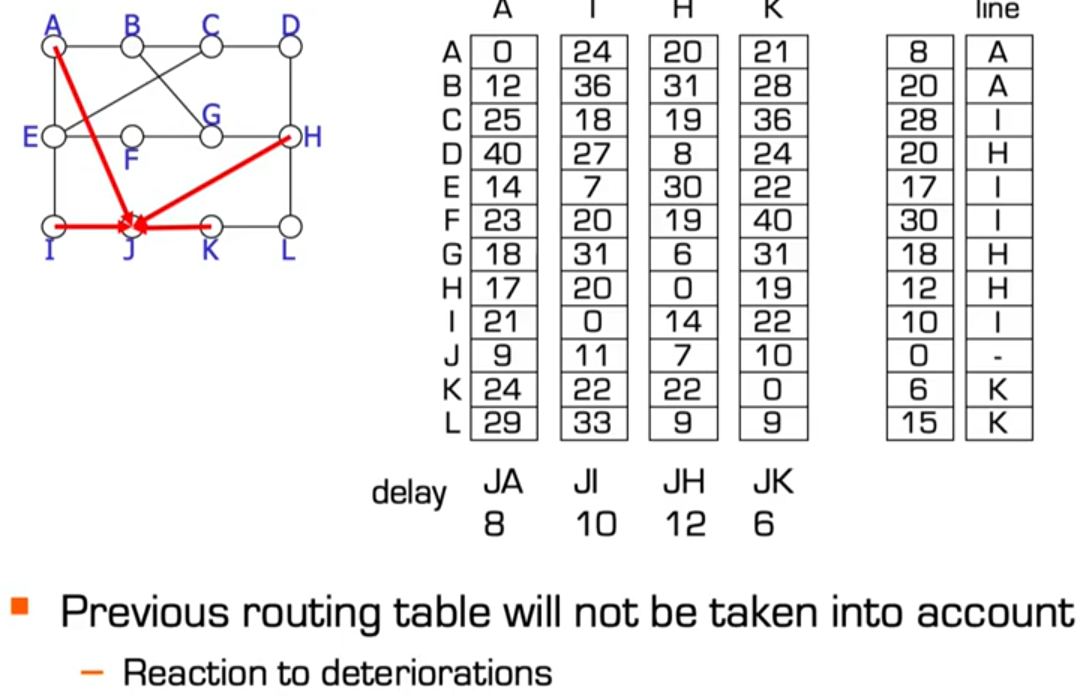 A I H K line
A B C D
E F G H
I J K L
A 0 24 20 21 8 A
B 12 36 31 28 20 A
C 25 18 19 36 28 I
D 40 27 8 24 20 H
E 14 7 30 22 17 I
F 23 20 19 40 30 I
G 18 31 6 31 18 H
H 17 20 0 19 12 H
I 21 0 14 22 10 I
J 9 11 7 10 0 -
K 24 22 22 0 6 K
L 29 33 9 9 15 K
delay JA JI JH JK
8 10 12 6
Previous routing table will not be taken into account
– Reaction to deteriorations